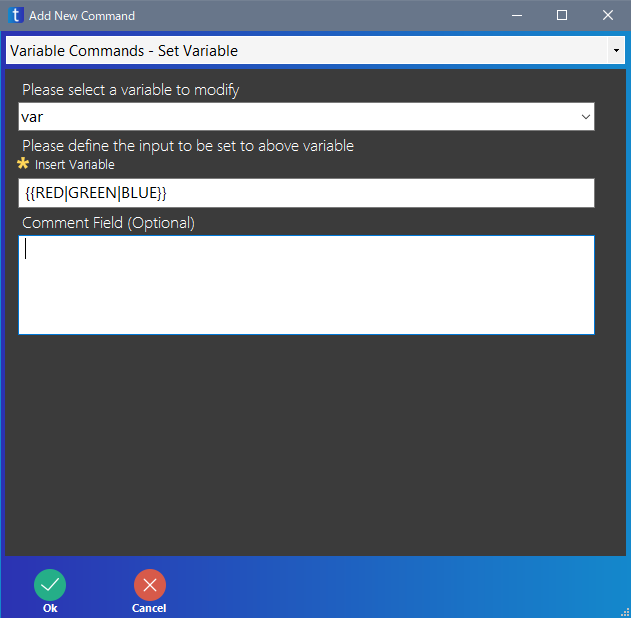 t Add New Command
Variable Commands - Set Variable
Please select a variable to modify
var
Please define the input to be set to above variable
Insert Variable
{{RED|GREEN|BLUE}}
Comment Field (Optional)
Ok Cancel